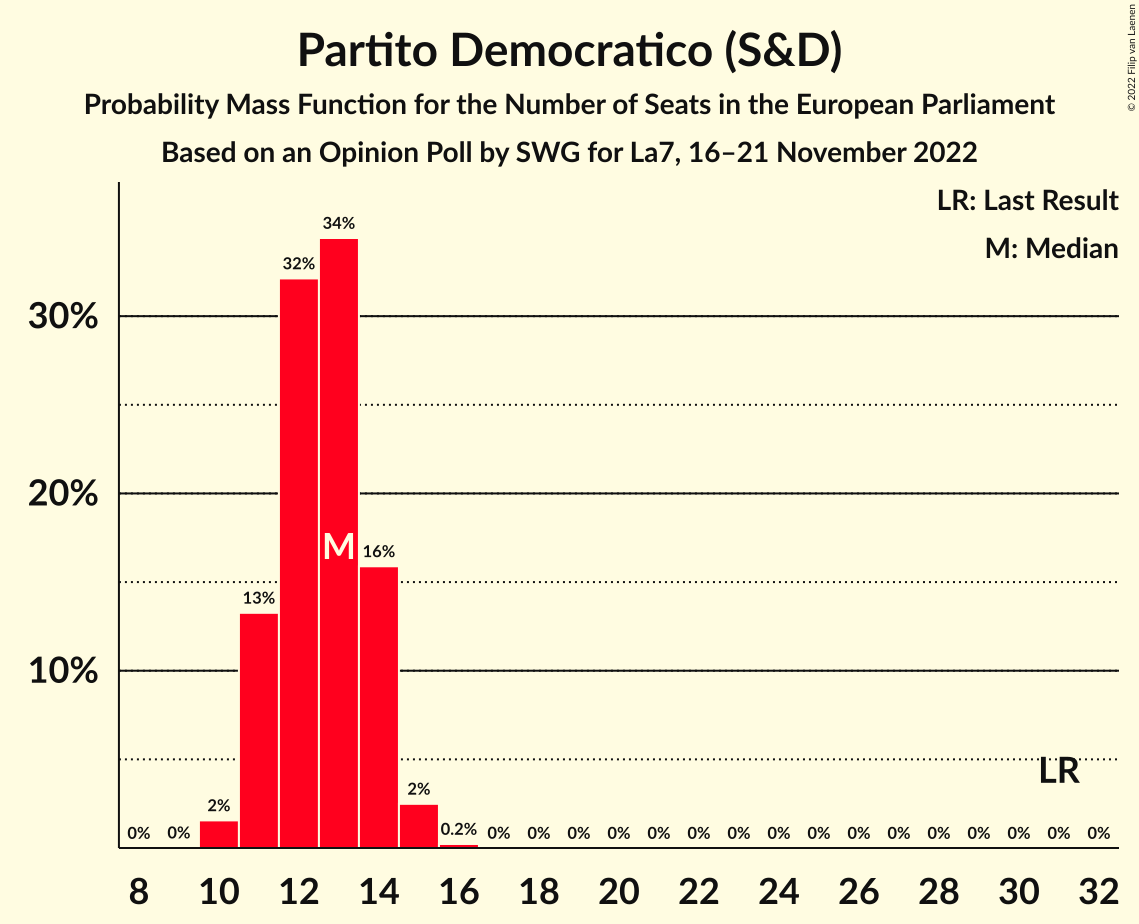 Partito Democratico (S&D)
Probability Mass Function for the Number of Seats in the European Parliament
Based on an Opinion Poll by SWG for La7, 16–21 November 2022
© 2022 Filip van Laenen
LR: Last Result
M: Median
34%
32%
30%
20%
M
16%
13%
10%
LR
2%
2%
0% 0% 0.2% 0% 0% 0% 0% 0% 0% 0% 0% 0% 0% 0% 0% 0% 0% 0%
8 10 12 14 16 18 20 22 24 26 28 30 32